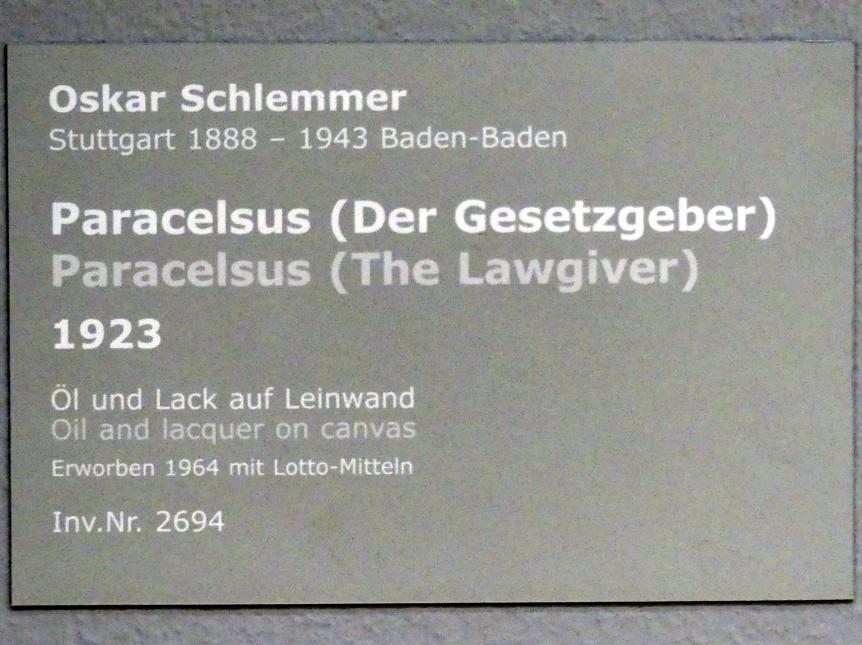 Oskar Schlemmer
Stuttgart 1888 – 1943 Baden-Baden
Paracelsus (Der Gesetzgeber)
Paracelsus (The Lawgiver)
1923
Öl und Lack auf Leinwand
Oil and lacquer on canvas
Erworben 1964 mit Lotto-Mitteln
Inv.Nr. 2694